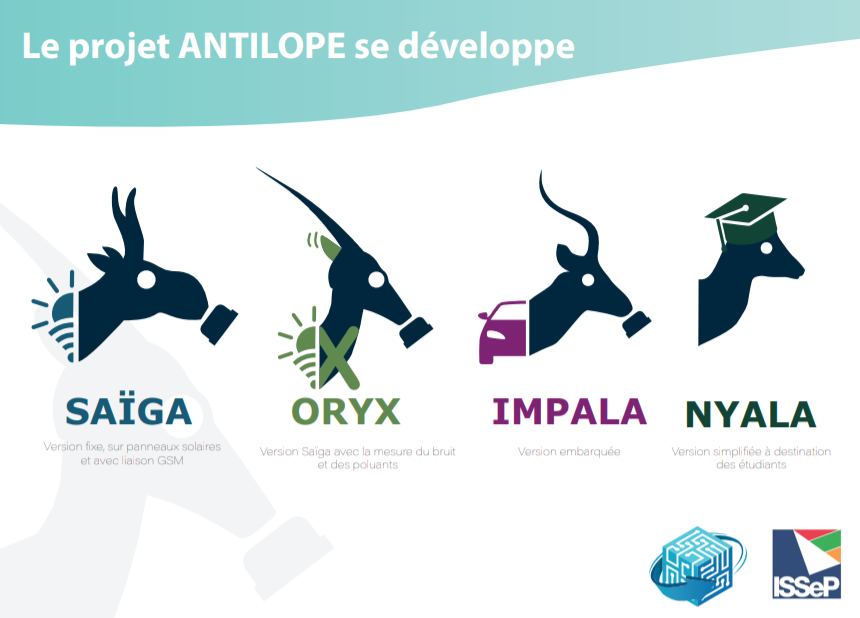 Le projet ANTILOPE se développe
SAÏGA
Version fixe, sur panneaux solaires
et avec liaison GSM
ORYX
Version Saïga avec la mesure du bruit
et des poluants
IMPALA
Version embarquée
NYALA
Version simplifiée à destination
des étudiants
ISSeP